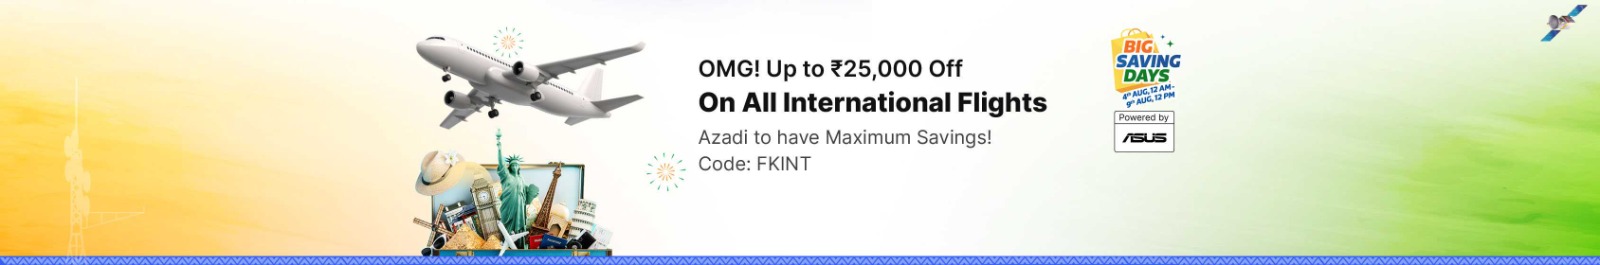 OMG! Up to ₹25,000 Off
On All International Flights
Azadi to have Maximum Savings!
Code: FKINT
BIG
SAVING
DAYS
4th AUG, 12 AM-
9th AUG, 12 PM
Powered by
ASUS